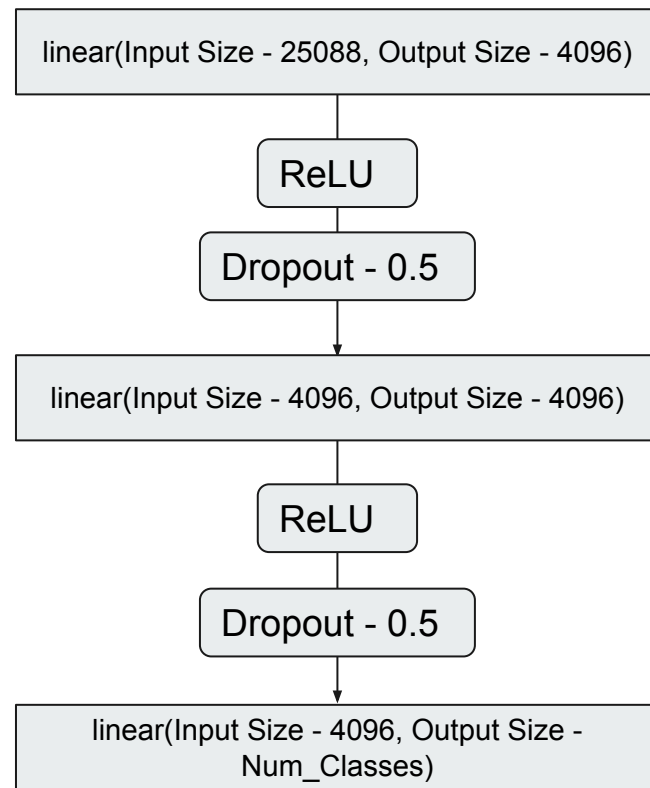 linear(Input Size - 25088, Output Size - 4096)
ReLU
Dropout - 0.5
linear(Input Size - 4096, Output Size - 4096)
ReLU
Dropout - 0.5
linear(Input Size - 4096, Output Size -
Num_Classes)